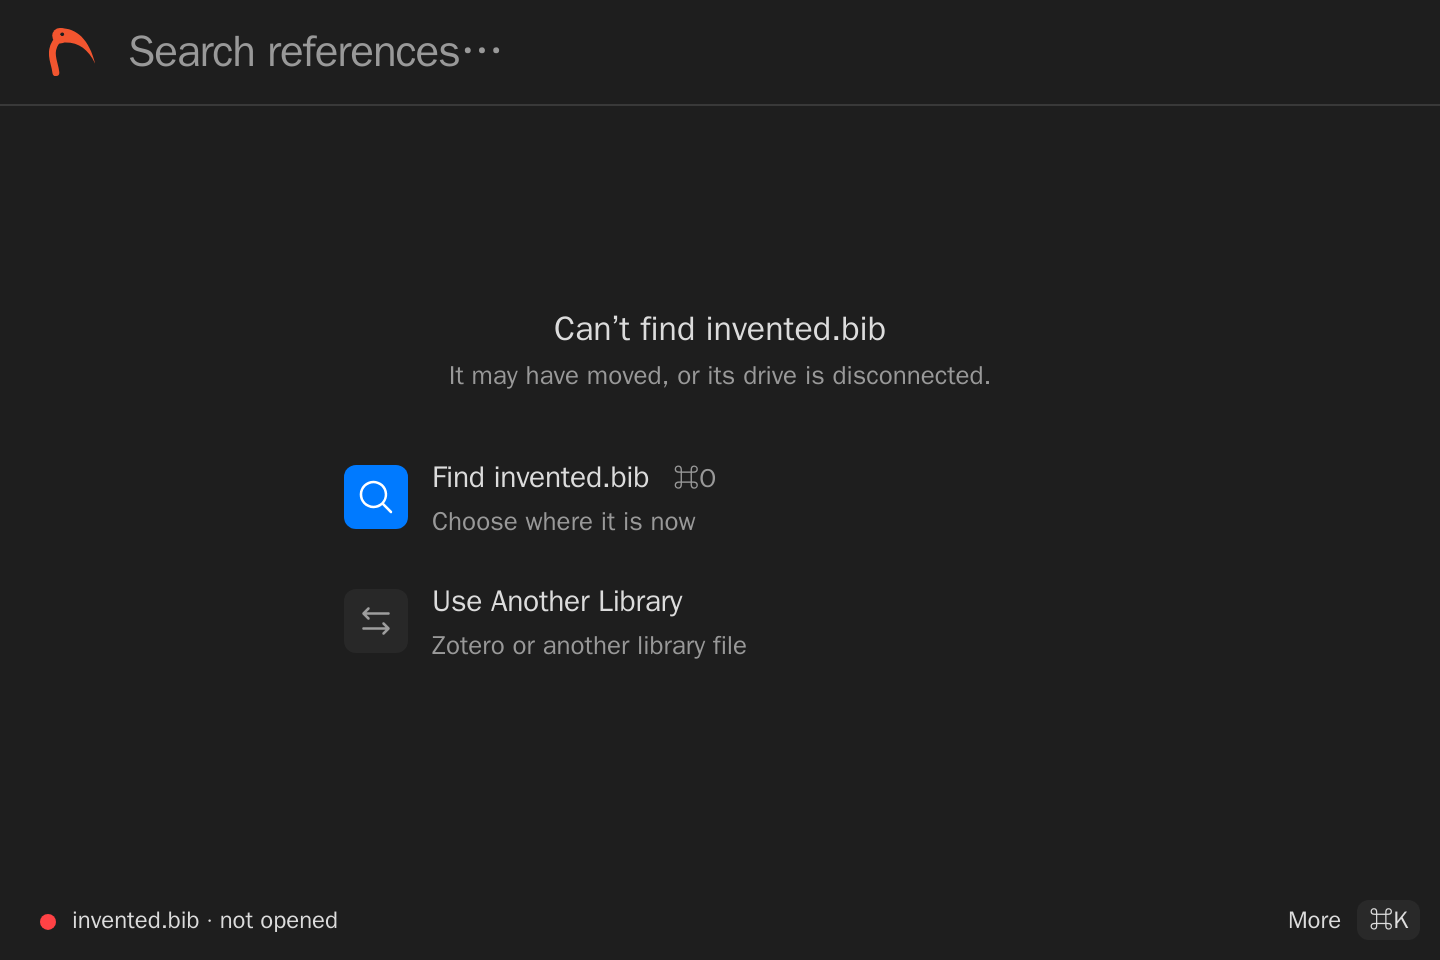 Search references…
Can’t find invented.bib
It may have moved, or its drive is disconnected.
Find invented.bib ⌘O
Choose where it is now
Use Another Library
Zotero or another library file
invented.bib · not opened
More ⌘K